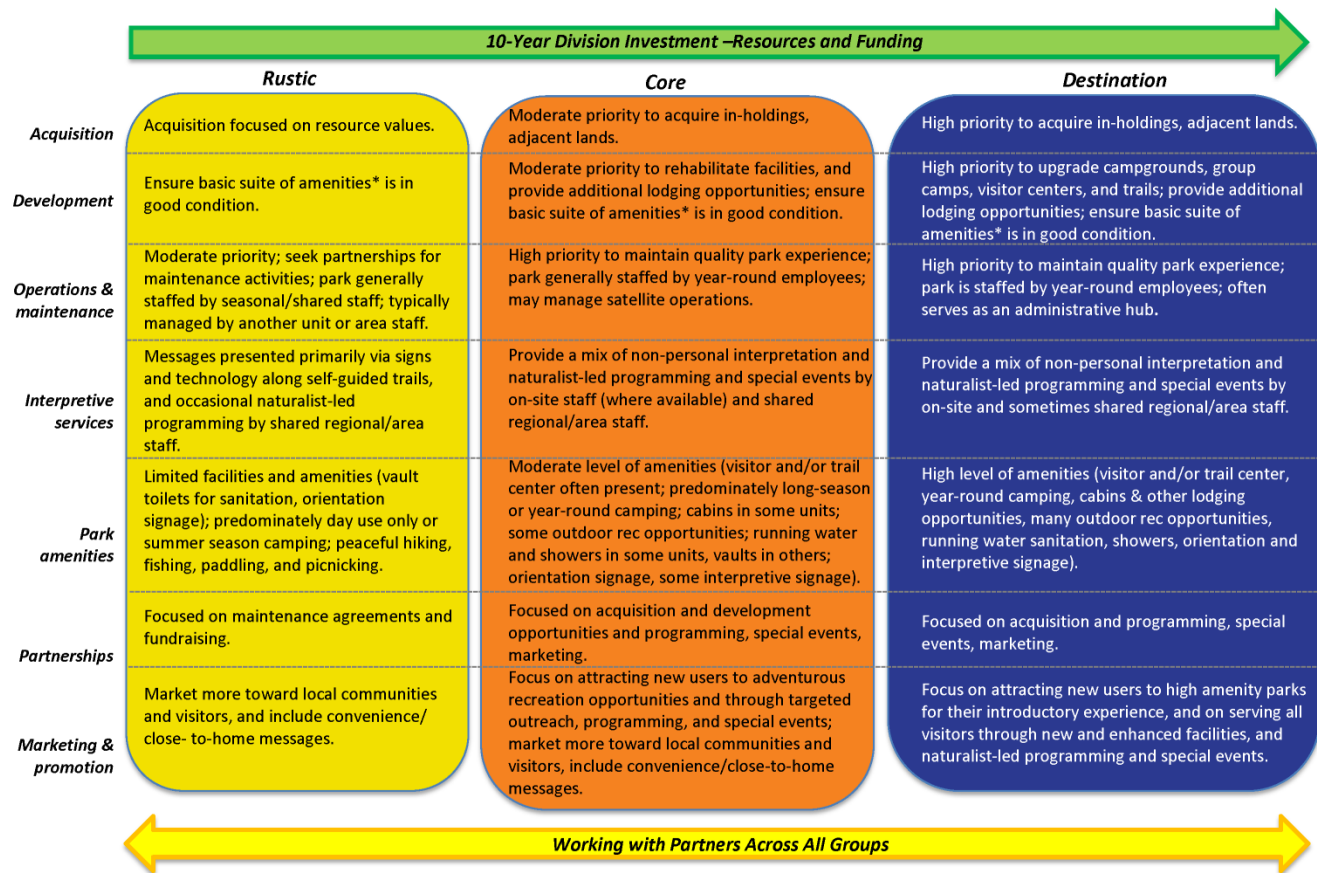 10-Year Division Investment –Resources and Funding
Rustic
Core
Destination
Acquisition
Acquisition focused on resource values.
Moderate priority to acquire in-holdings,
adjacent lands.
High priority to acquire in-holdings, adjacent lands.
Development
Ensure basic suite of amenities* is in
good condition.
Moderate priority to rehabilitate facilities, and
provide additional lodging opportunities; ensure
basic suite of amenities* is in good condition.
High priority to upgrade campgrounds, group
camps, visitor centers, and trails; provide additional
lodging opportunities; ensure basic suite of
amenities* is in good condition.
Operations &
maintenance
Moderate priority; seek partnerships for
maintenance activities; park generally
staffed by seasonal/shared staff; typically
managed by another unit or area staff.
High priority to maintain quality park experience;
park generally staffed by year-round employees;
may manage satellite operations.
High priority to maintain quality park experience;
park is staffed by year-round employees; often
serves as an administrative hub.
Interpretive
services
Messages presented primarily via signs
and technology along self-guided trails,
and occasional naturalist-led
programming by shared regional/area
staff.
Provide a mix of non-personal interpretation and
naturalist-led programming and special events by
on-site staff (where available) and shared
regional/area staff.
Provide a mix of non-personal interpretation and
naturalist-led programming and special events by
on-site and sometimes shared regional/area staff.
Park
amenities
Limited facilities and amenities (vault
toilets for sanitation, orientation
signage); predominately day use only or
summer season camping; peaceful hiking,
fishing, paddling, and picnicking.
Moderate level of amenities (visitor and/or trail
center often present; predominately long-season
or year-round camping; cabins in some units;
some outdoor rec opportunities; running water
and showers in some units, vaults in others;
orientation signage, some interpretive signage).
High level of amenities (visitor and/or trail center,
year-round camping, cabins & other lodging
opportunities, many outdoor rec opportunities,
running water sanitation, showers, orientation and
interpretive signage).
Partnerships
Focused on maintenance agreements and
fundraising.
Focused on acquisition and development
opportunities and programming, special events,
marketing.
Focused on acquisition and programming, special
events, marketing.
Marketing &
promotion
Market more toward local communities
and visitors, and include convenience/
close- to-home messages.
Focus on attracting new users to adventurous
recreation opportunities and through targeted
outreach, programming, and special events;
market more toward local communities and
visitors, include convenience/close-to-home
messages.
Focus on attracting new users to high amenity parks
for their introductory experience, and on serving all
visitors through new and enhanced facilities, and
naturalist-led programming and special events.
Working with Partners Across All Groups